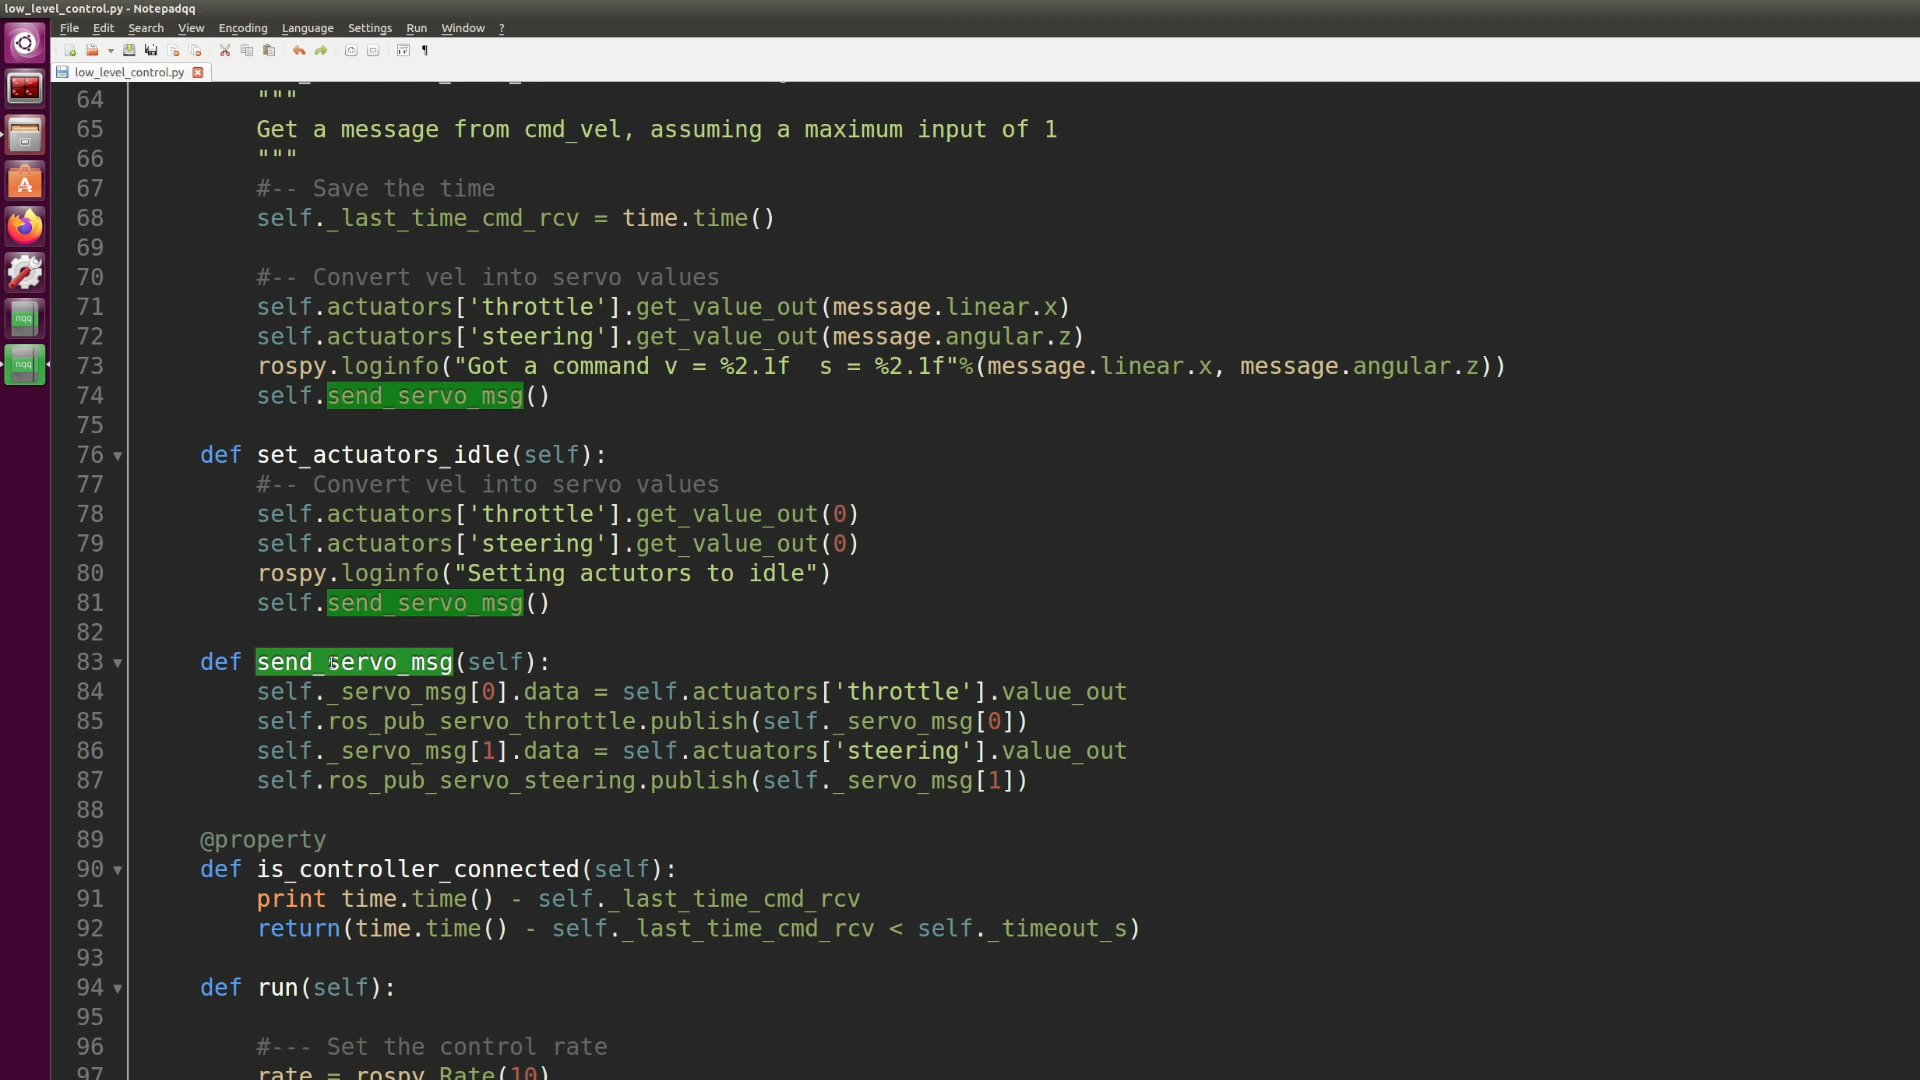 low_level_control.py - Notepadqq
File Edit Search View Encoding Language Settings Run Window ?
low_level_control.py
64 """
65 Get a message from cmd_vel, assuming a maximum input of 1
66 """
67 #-- Save the time
68 self._last_time_cmd_rcv = time.time()
69
70 #-- Convert vel into servo values
71 self.actuators['throttle'].get_value_out(message.linear.x)
72 self.actuators['steering'].get_value_out(message.angular.z)
73 rospy.loginfo("Got a command v = %2.1f  s = %2.1f"%(message.linear.x, message.angular.z))
74 self.send_servo_msg()
75
76 def set_actuators_idle(self):
77 #-- Convert vel into servo values
78 self.actuators['throttle'].get_value_out(0)
79 self.actuators['steering'].get_value_out(0)
80 rospy.loginfo("Setting actutors to idle")
81 self.send_servo_msg()
82
83 def send_servo_msg(self):
84 self._servo_msg[0].data = self.actuators['throttle'].value_out
85 self.ros_pub_servo_throttle.publish(self._servo_msg[0])
86 self._servo_msg[1].data = self.actuators['steering'].value_out
87 self.ros_pub_servo_steering.publish(self._servo_msg[1])
88
89 @property
90 def is_controller_connected(self):
91 print time.time() - self._last_time_cmd_rcv
92 return(time.time() - self._last_time_cmd_rcv < self._timeout_s)
93
94 def run(self):
95
96 #--- Set the control rate
97 rate = rospy.Rate(10)
nqq
nqq